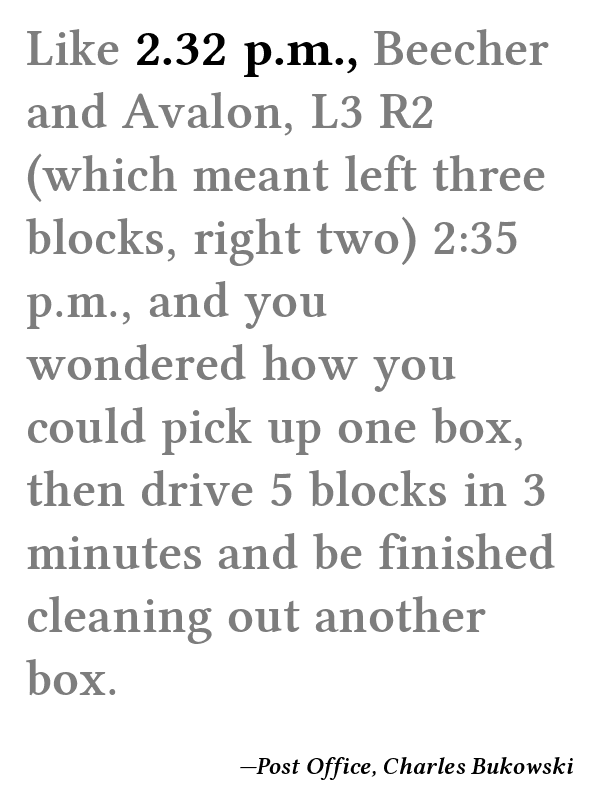 Like 2.32 p.m., Beecher
and Avalon, L3 R2
(which meant left three
blocks, right two) 2:35
p.m., and you
wondered how you
could pick up one box,
then drive 5 blocks in 3
minutes and be finished
cleaning out another
box.
—Post Office, Charles Bukowski